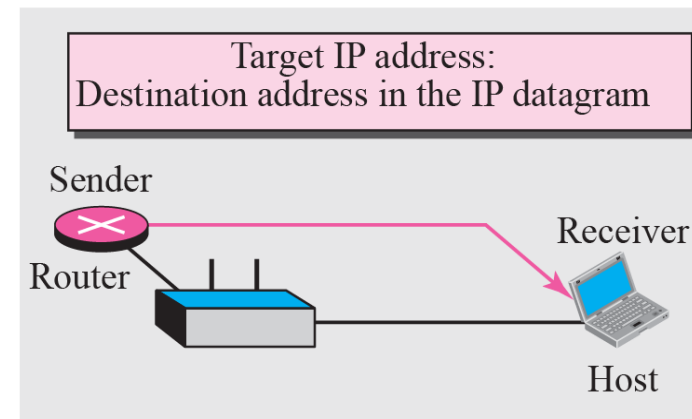 Target IP address:
Destination address in the IP datagram
Sender
Receiver
Router
Host